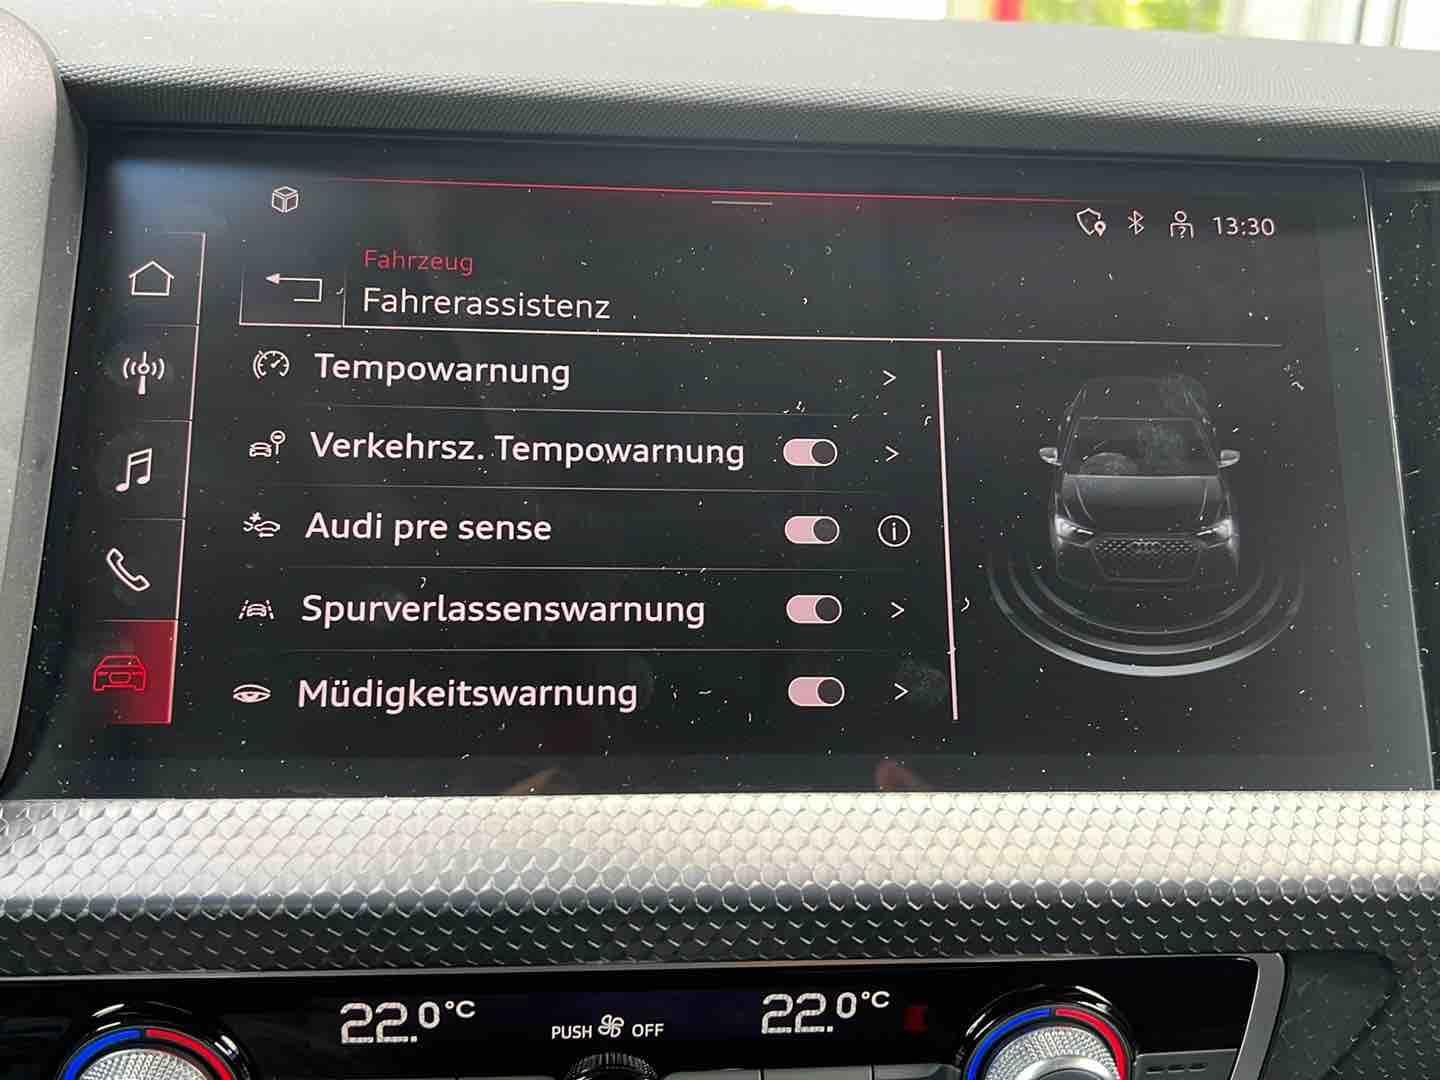 13:30
Fahrzeug
Fahrerassistenz
Tempowarnung
Verkehrsz. Tempowarnung
Audi pre sense
Spurverlassenswarnung
Müdigkeitswarnung
22.0°C
PUSH OFF
22.0°C